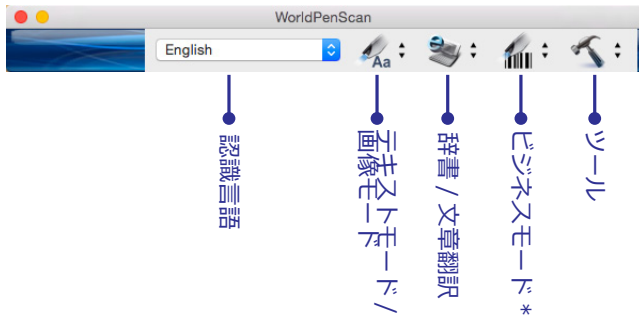 WorldPenScan
English
Aa
認識言語
テキストモード /
画像モード
辞書 / 文章翻訳
ビジネスモード *
ツール